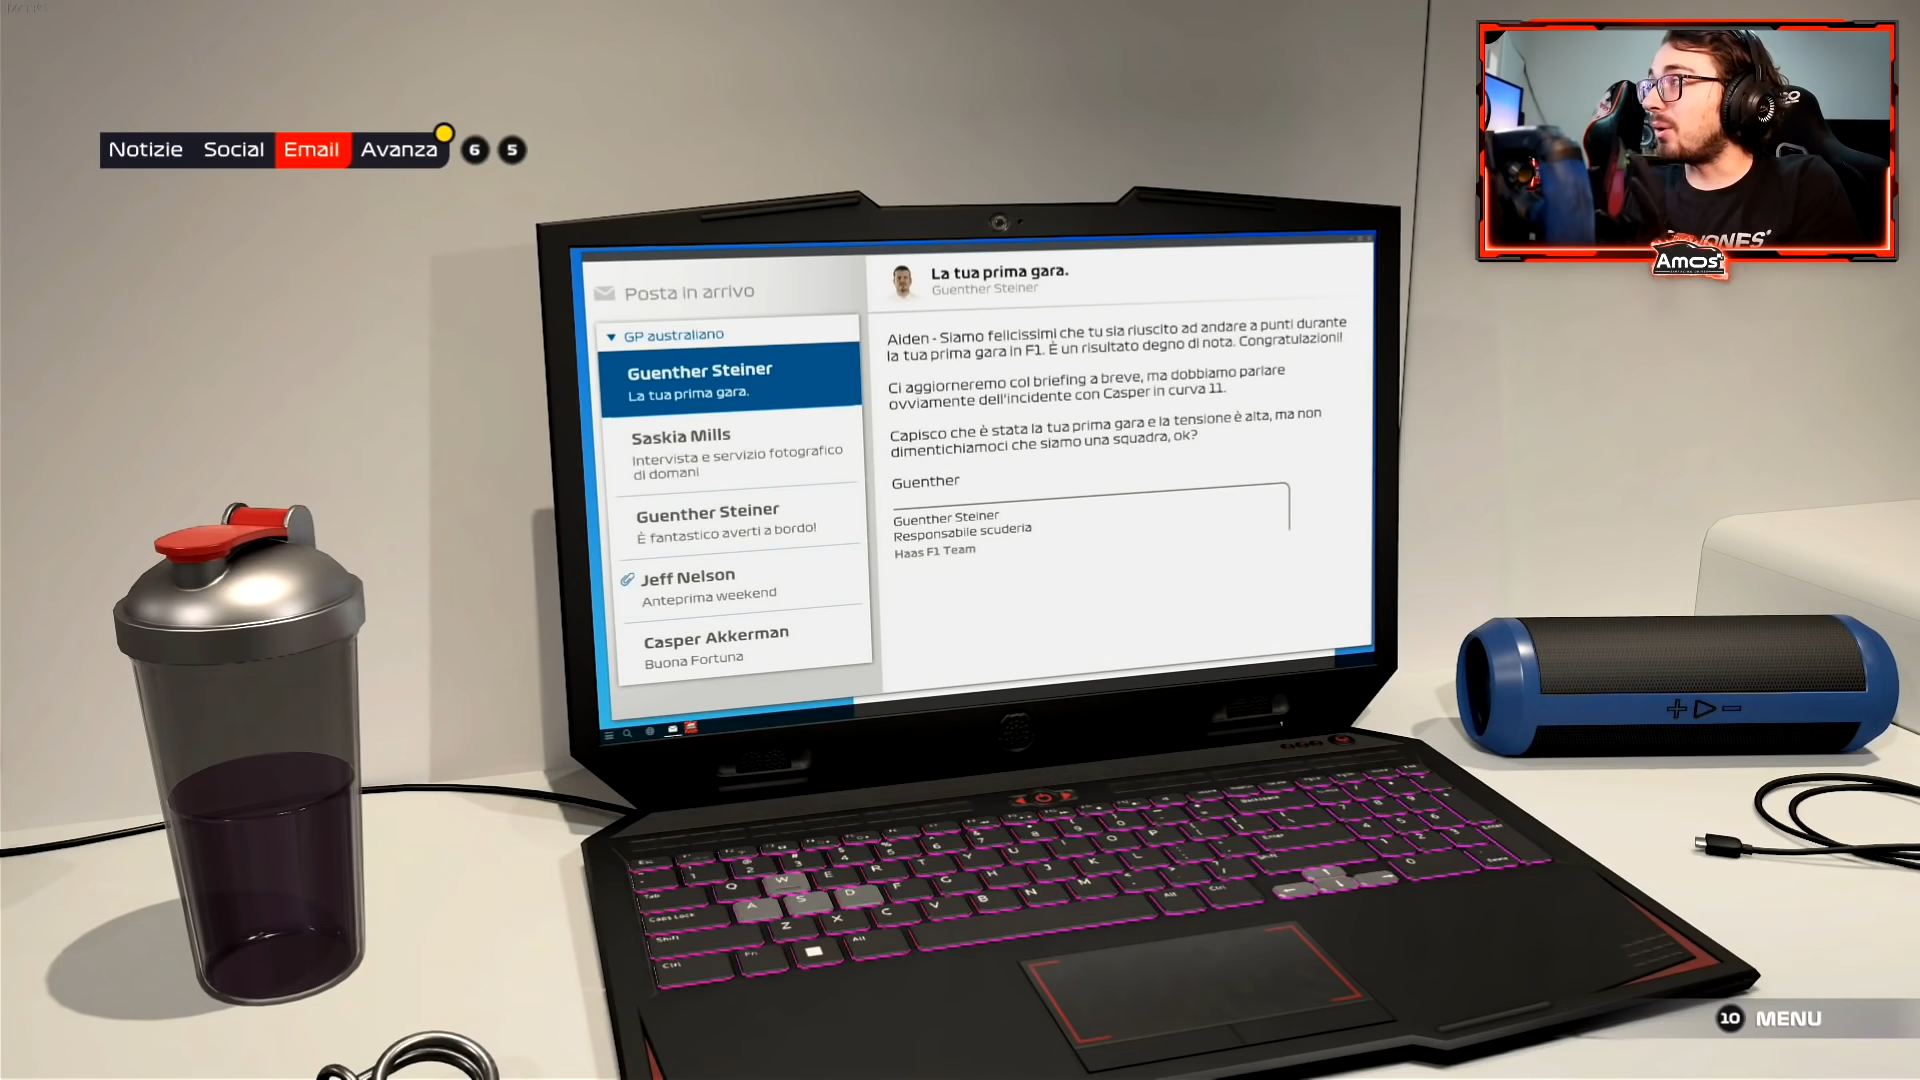 Notizie Social Email Avanza 6 5
Posta in arrivo
GP australiano
Guenther Steiner
La tua prima gara.
Saskia Mills
Intervista e servizio fotografico
di domani
Guenther Steiner
È fantastico averti a bordo!
Jeff Nelson
Anteprima weekend
Casper Akkerman
Buona Fortuna
La tua prima gara.
Guenther Steiner
Aiden - Siamo felicissimi che tu sia riuscito ad andare a punti durante
la tua prima gara in F1. È un risultato degno di nota. Congratulazioni!
Ci aggiorneremo col briefing a breve, ma dobbiamo parlare
ovviamente dell'incidente con Casper in curva 11.
Capisco che è stata la tua prima gara e la tensione è alta, ma non
dimentichiamoci che siamo una squadra, ok?
Guenther
Guenther Steiner
Responsabile scuderia
Haas F1 Team
Amos
10 MENU